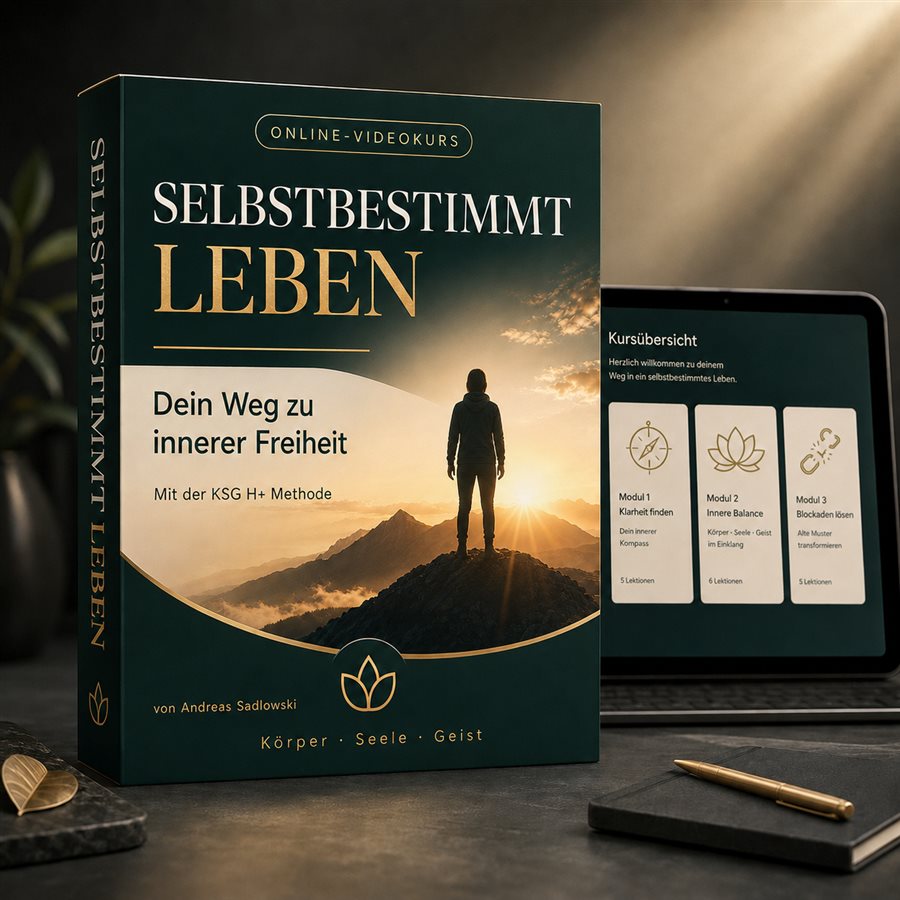 ONLINE-VIDEOKURS
SELBSTBESTIMMT
LEBEN
Dein Weg zu
innerer Freiheit
Mit der KSG H+ Methode
von Andreas Sadlowski
Körper · Seele · Geist
SELBSTBESTIMMT LEBEN
Kursübersicht
Herzlich willkommen zu deinem
Weg in ein selbstbestimmtes Leben.
Modul 1
Klarheit finden
Dein innerer
Kompass
5 Lektionen
Modul 2
Innere Balance
Körper · Seele · Geist
im Einklang
6 Lektionen
Modul 3
Blockaden lösen
Alte Muster
transformieren
5 Lektionen